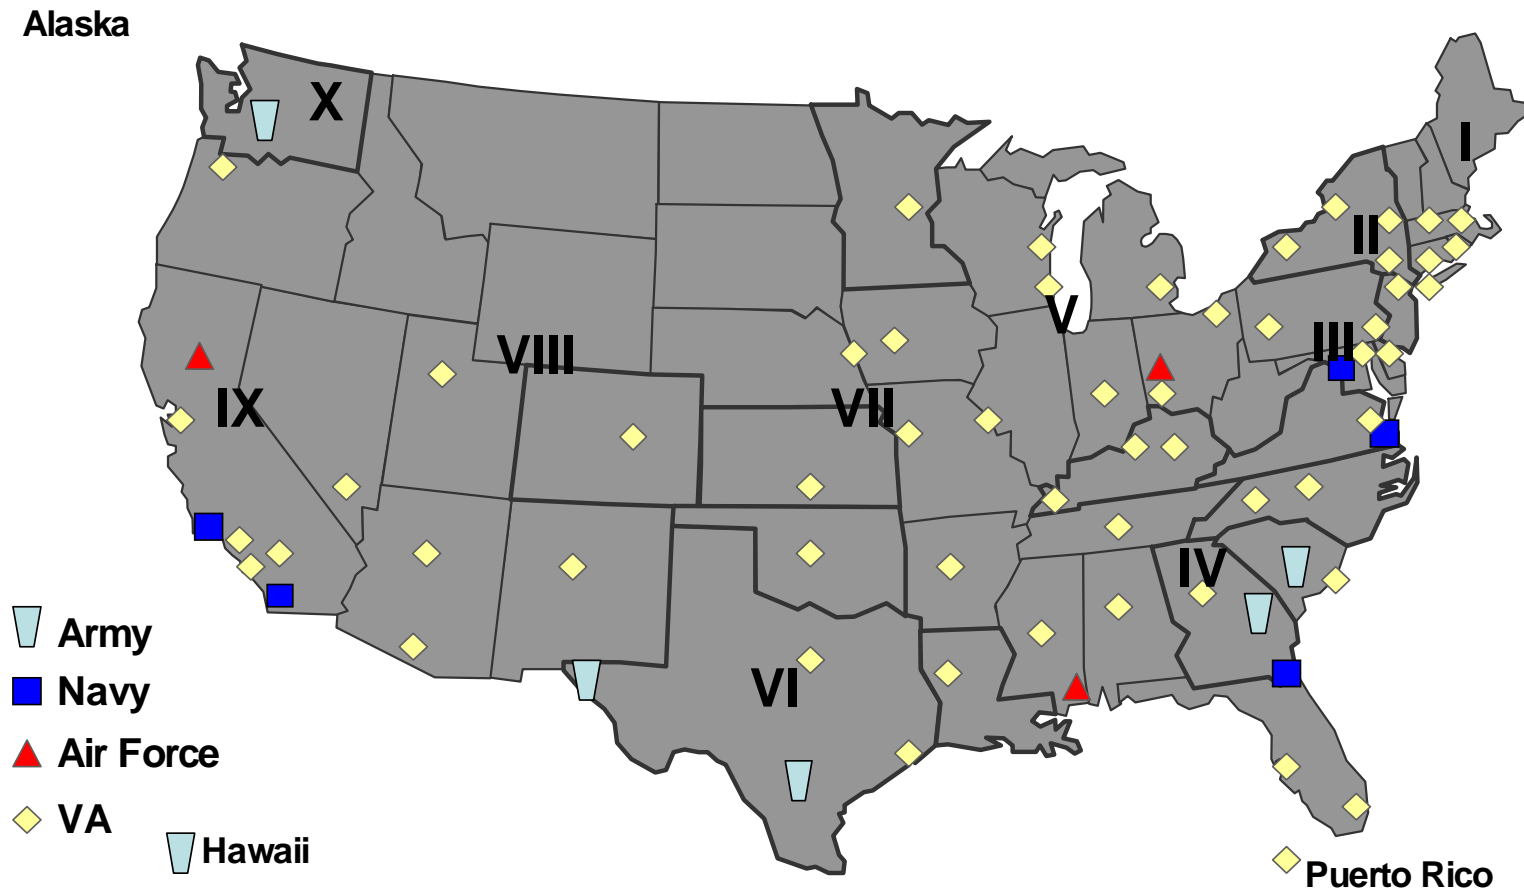 Alaska
X
I
II
V
III
VIII
IX
VII
IV
Army
VI
Navy
Air Force
VA
Hawaii
Puerto Rico